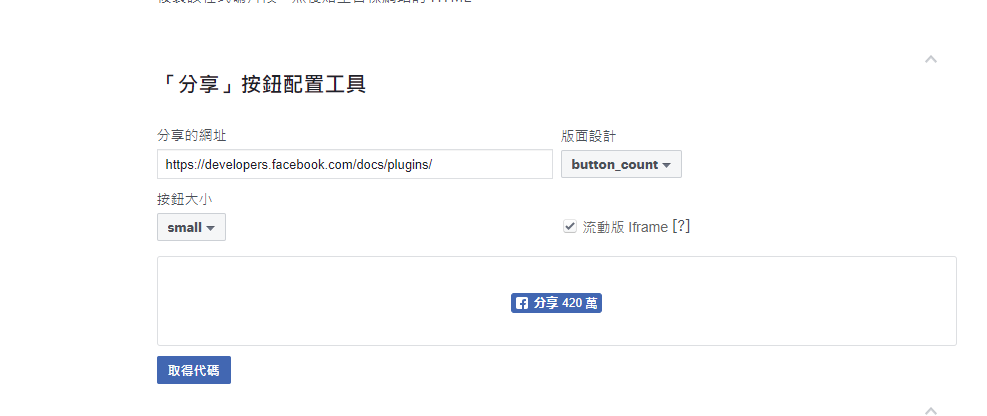 「分享」按鈕配置工具
分享的網址
版面設計
https://developers.facebook.com/docs/plugins/
button_count
按鈕大小
small
流動版 Iframe [?]
分享 420 萬
取得代碼